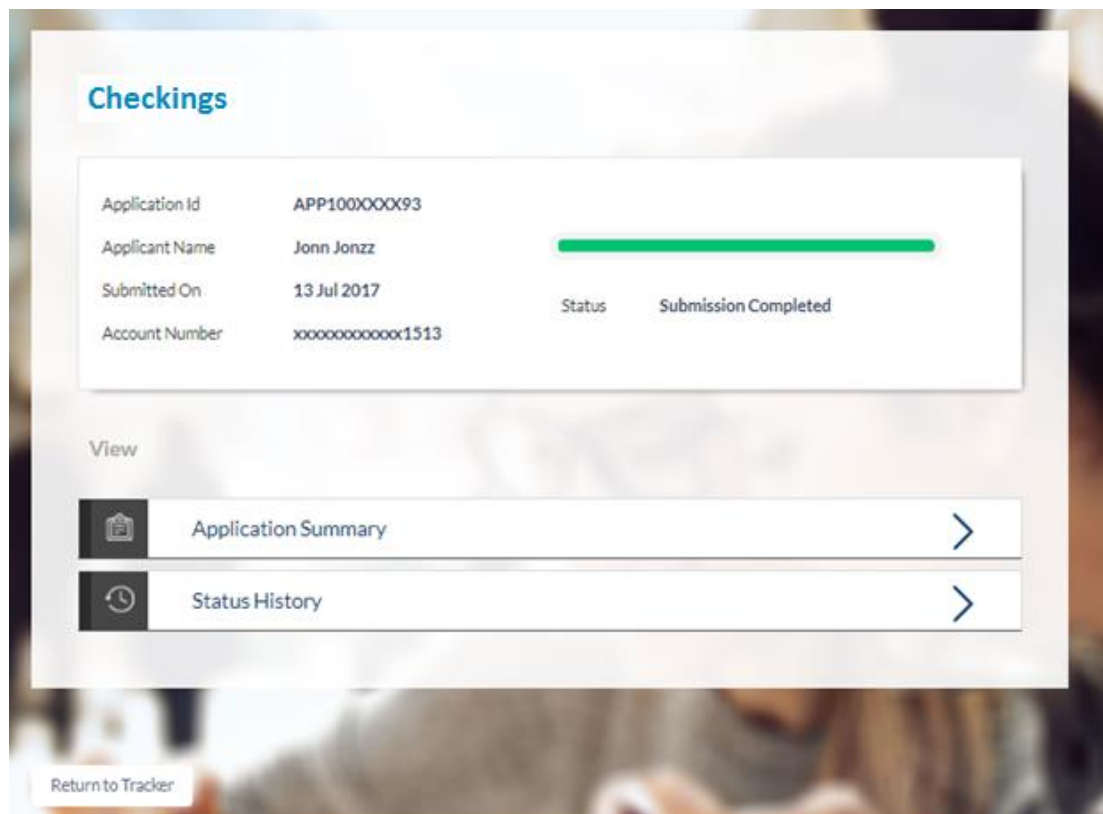 Checkings
Application Id APP100XXXX93
Applicant Name Jonn Jonzz
Submitted On 13 Jul 2017
Account Number xxxxxxxxxxxx1513
Status Submission Completed
View
Application Summary
Status History
Return to Tracker